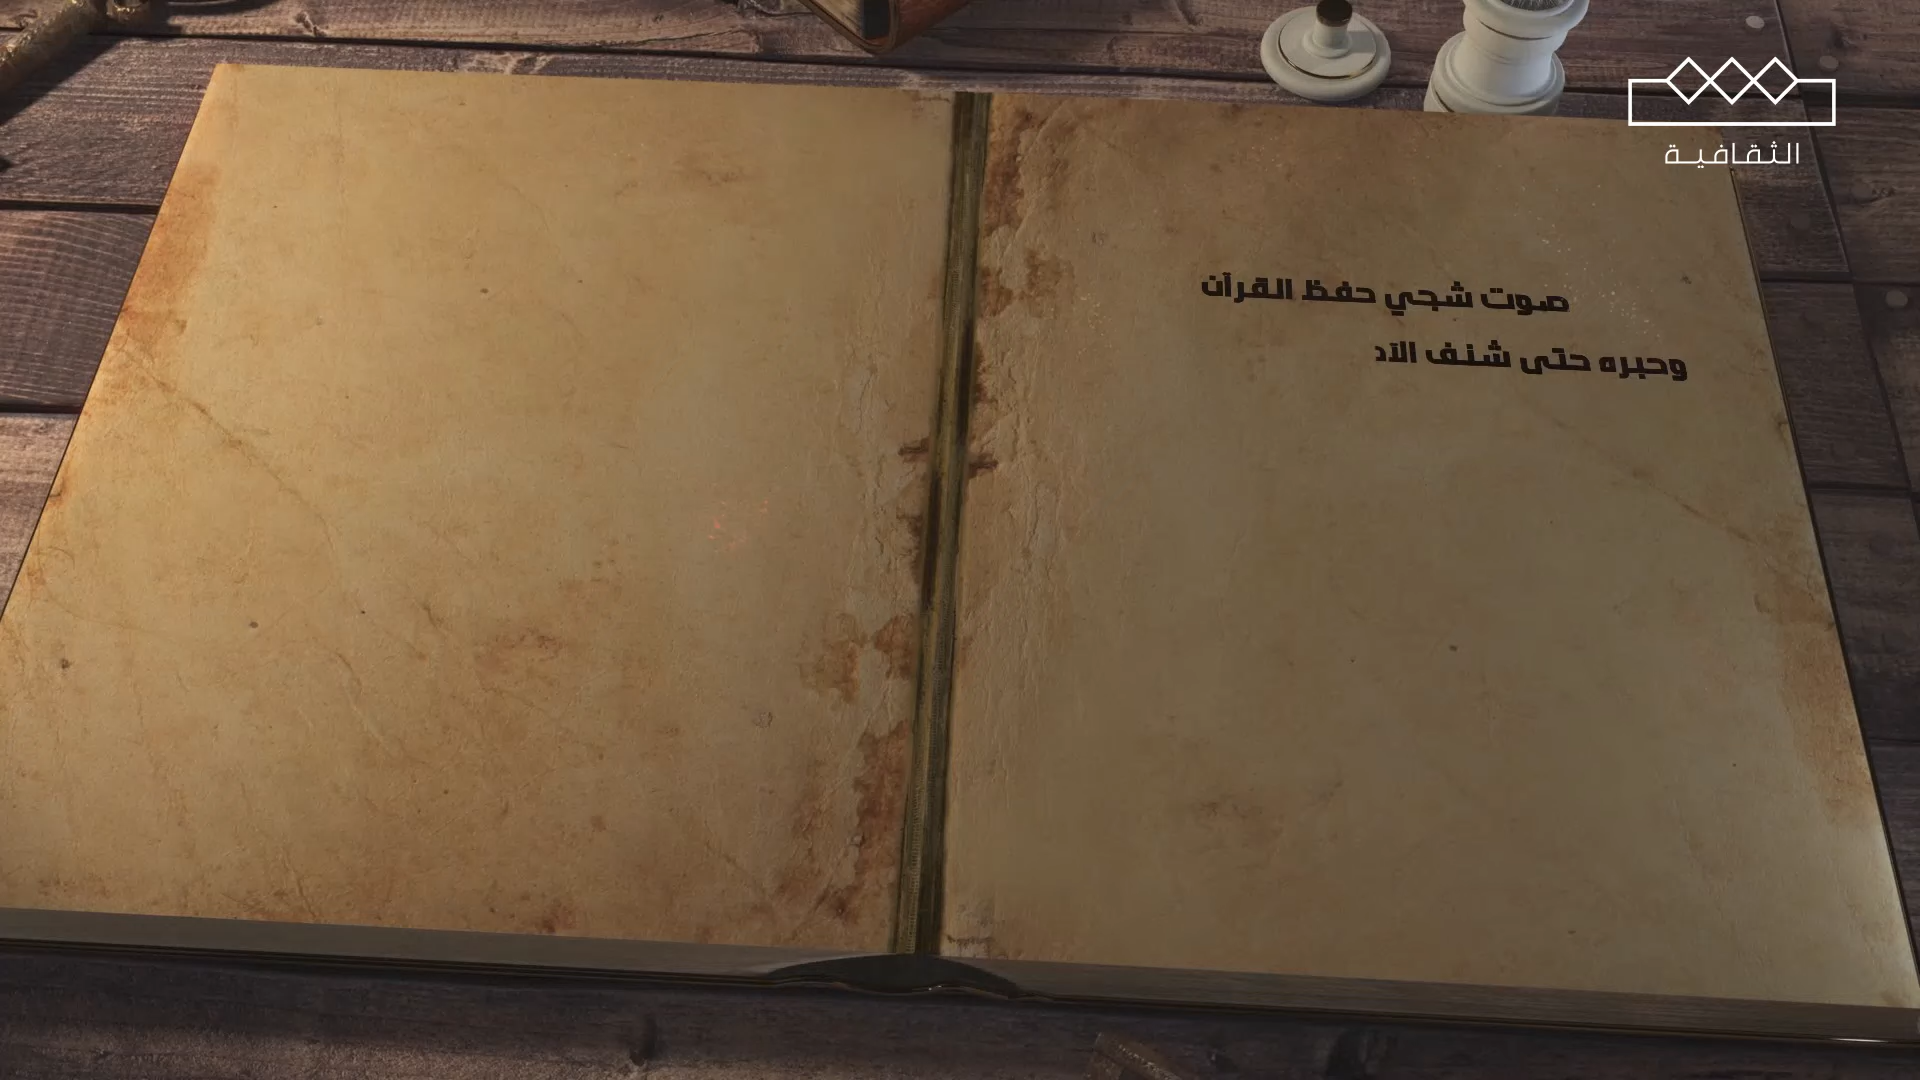 الثقافية
صوت شجي حفظ القرآن
وحبره حتى شنف الآد